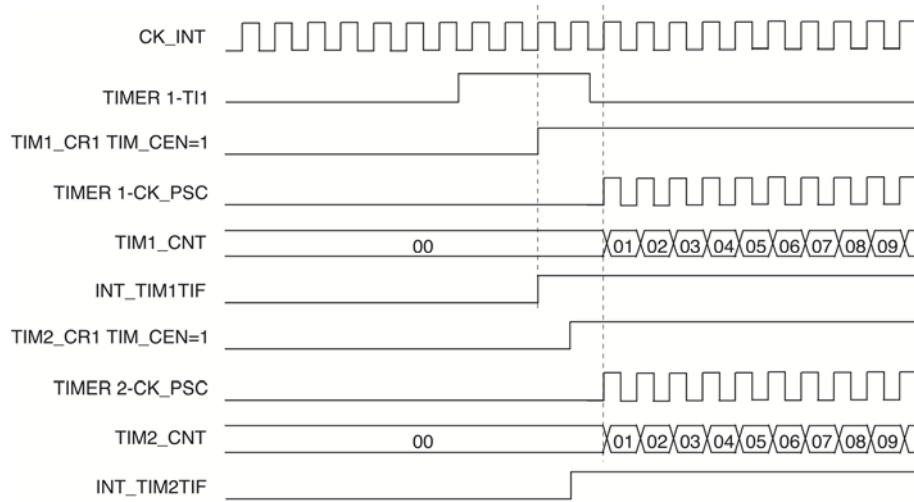 CK_INT
TIMER 1-TI1
TIM1_CR1 TIM_CEN=1
TIMER 1-CK_PSC
TIM1_CNT 00 01 02 03 04 05 06 07 08 09
INT_TIM1TIF
TIM2_CR1 TIM_CEN=1
TIMER 2-CK_PSC
TIM2_CNT 00 01 02 03 04 05 06 07 08 09
INT_TIM2TIF